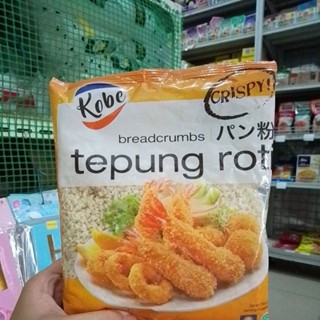 Kobe
CRISPY!
breadcrumbs パン粉
tepung roti